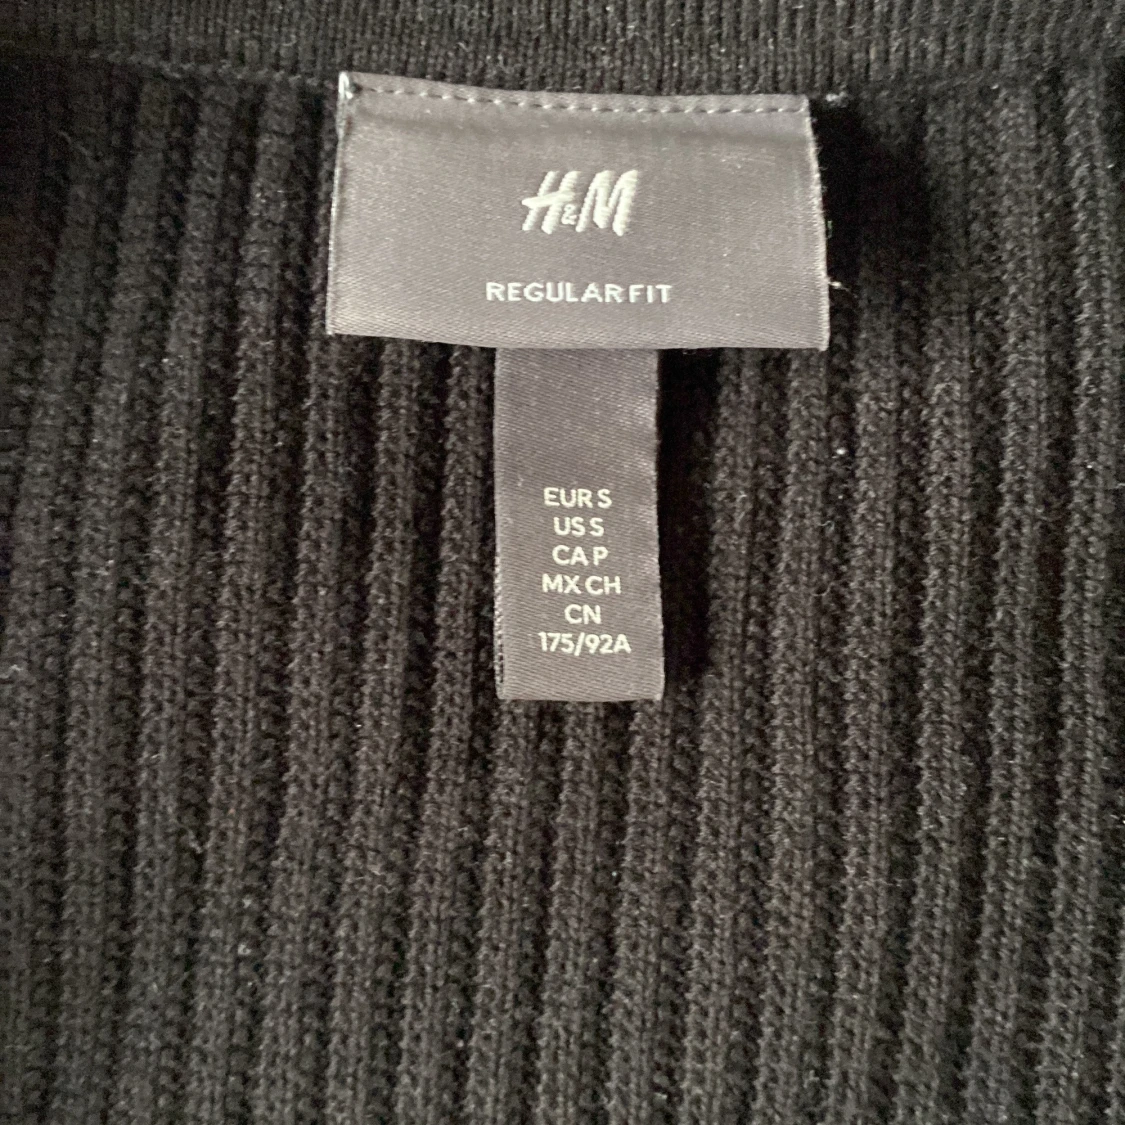 H&M
REGULAR FIT
EUR S
US S
CA P
MX CH
CN
175/92A